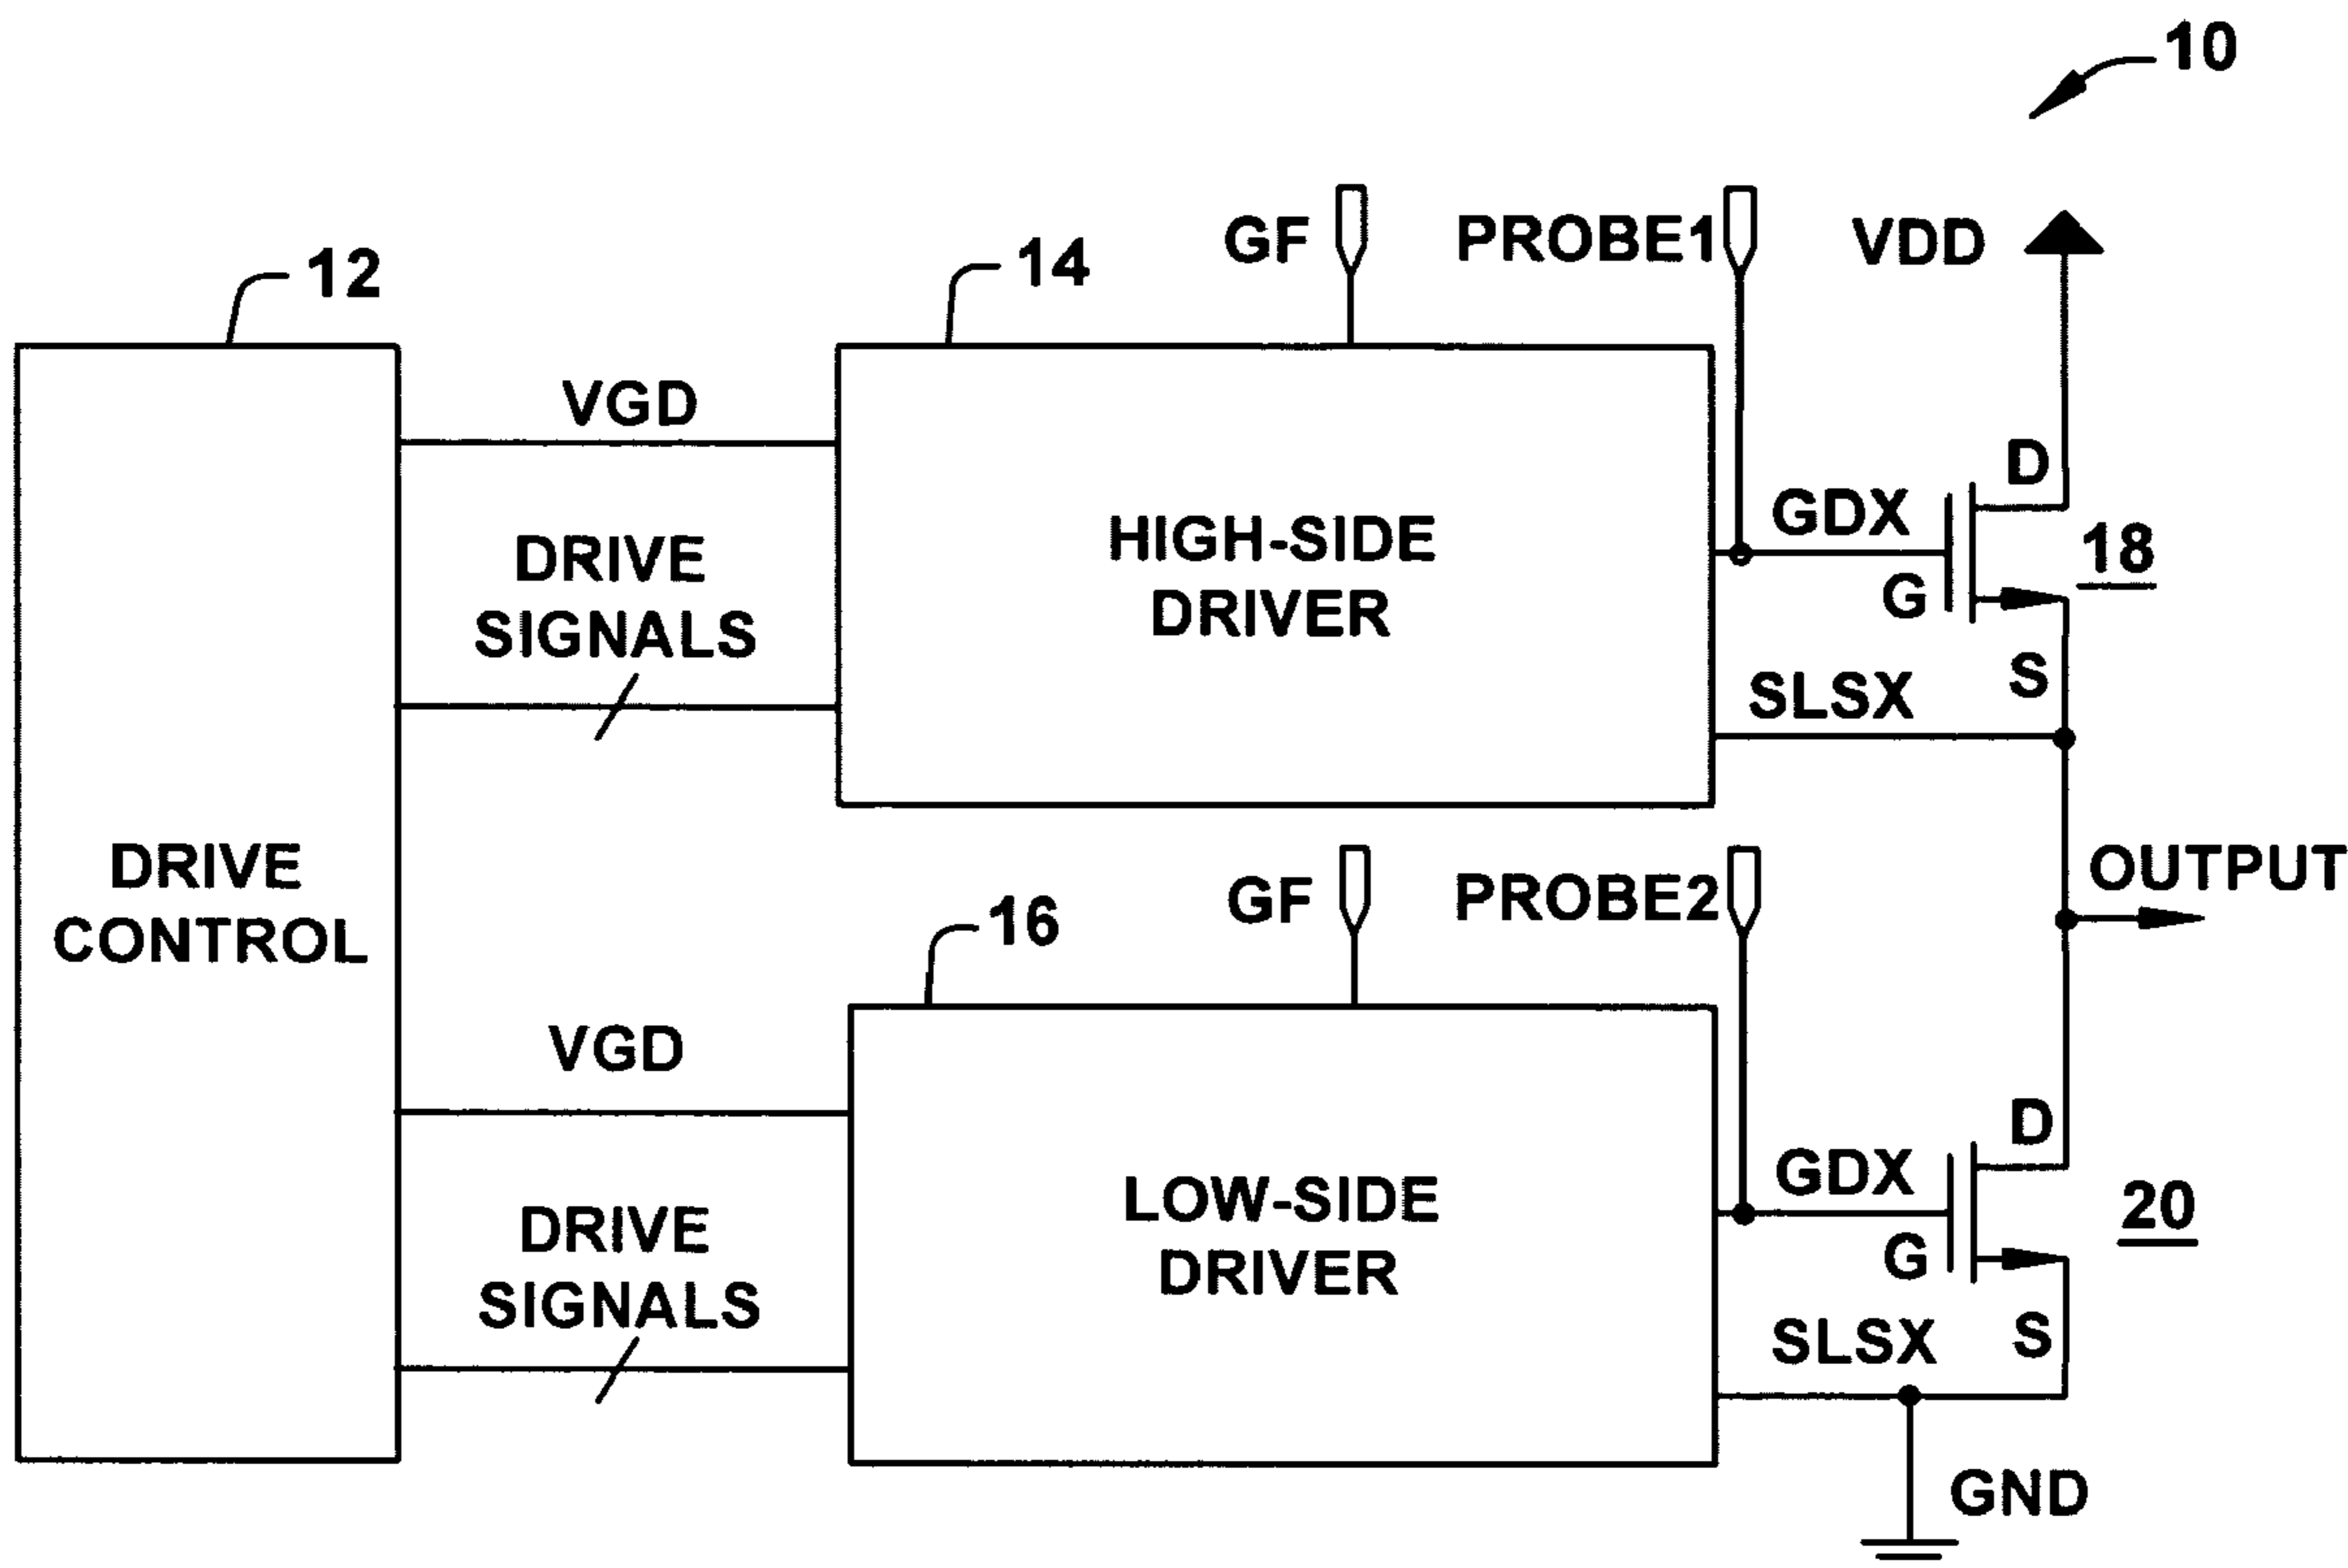 10
GF
PROBE1
VDD
12
14
VGD
D
DRIVE
SIGNALS
HIGH-SIDE
DRIVER
GDX
18
G
SLSX
S
DRIVE
CONTROL
GF
PROBE2
OUTPUT
16
VGD
D
DRIVE
SIGNALS
LOW-SIDE
DRIVER
GDX
20
G
SLSX
S
GND